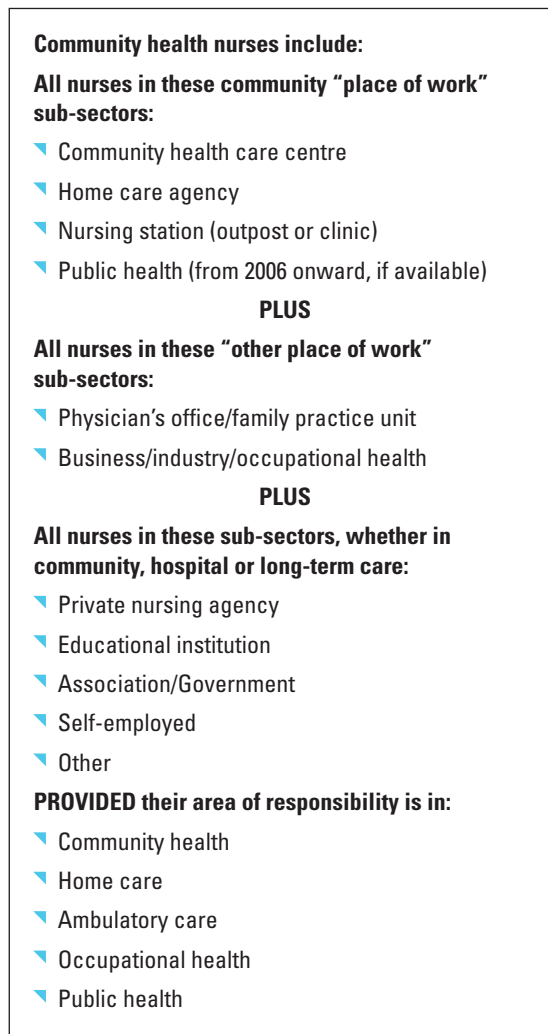 Community health nurses include:
All nurses in these community “place of work”
sub-sectors:
Community health care centre
Home care agency
Nursing station (outpost or clinic)
Public health (from 2006 onward, if available)
PLUS
All nurses in these “other place of work”
sub-sectors:
Physician’s office/family practice unit
Business/industry/occupational health
PLUS
All nurses in these sub-sectors, whether in
community, hospital or long-term care:
Private nursing agency
Educational institution
Association/Government
Self-employed
Other
PROVIDED their area of responsibility is in:
Community health
Home care
Ambulatory care
Occupational health
Public health